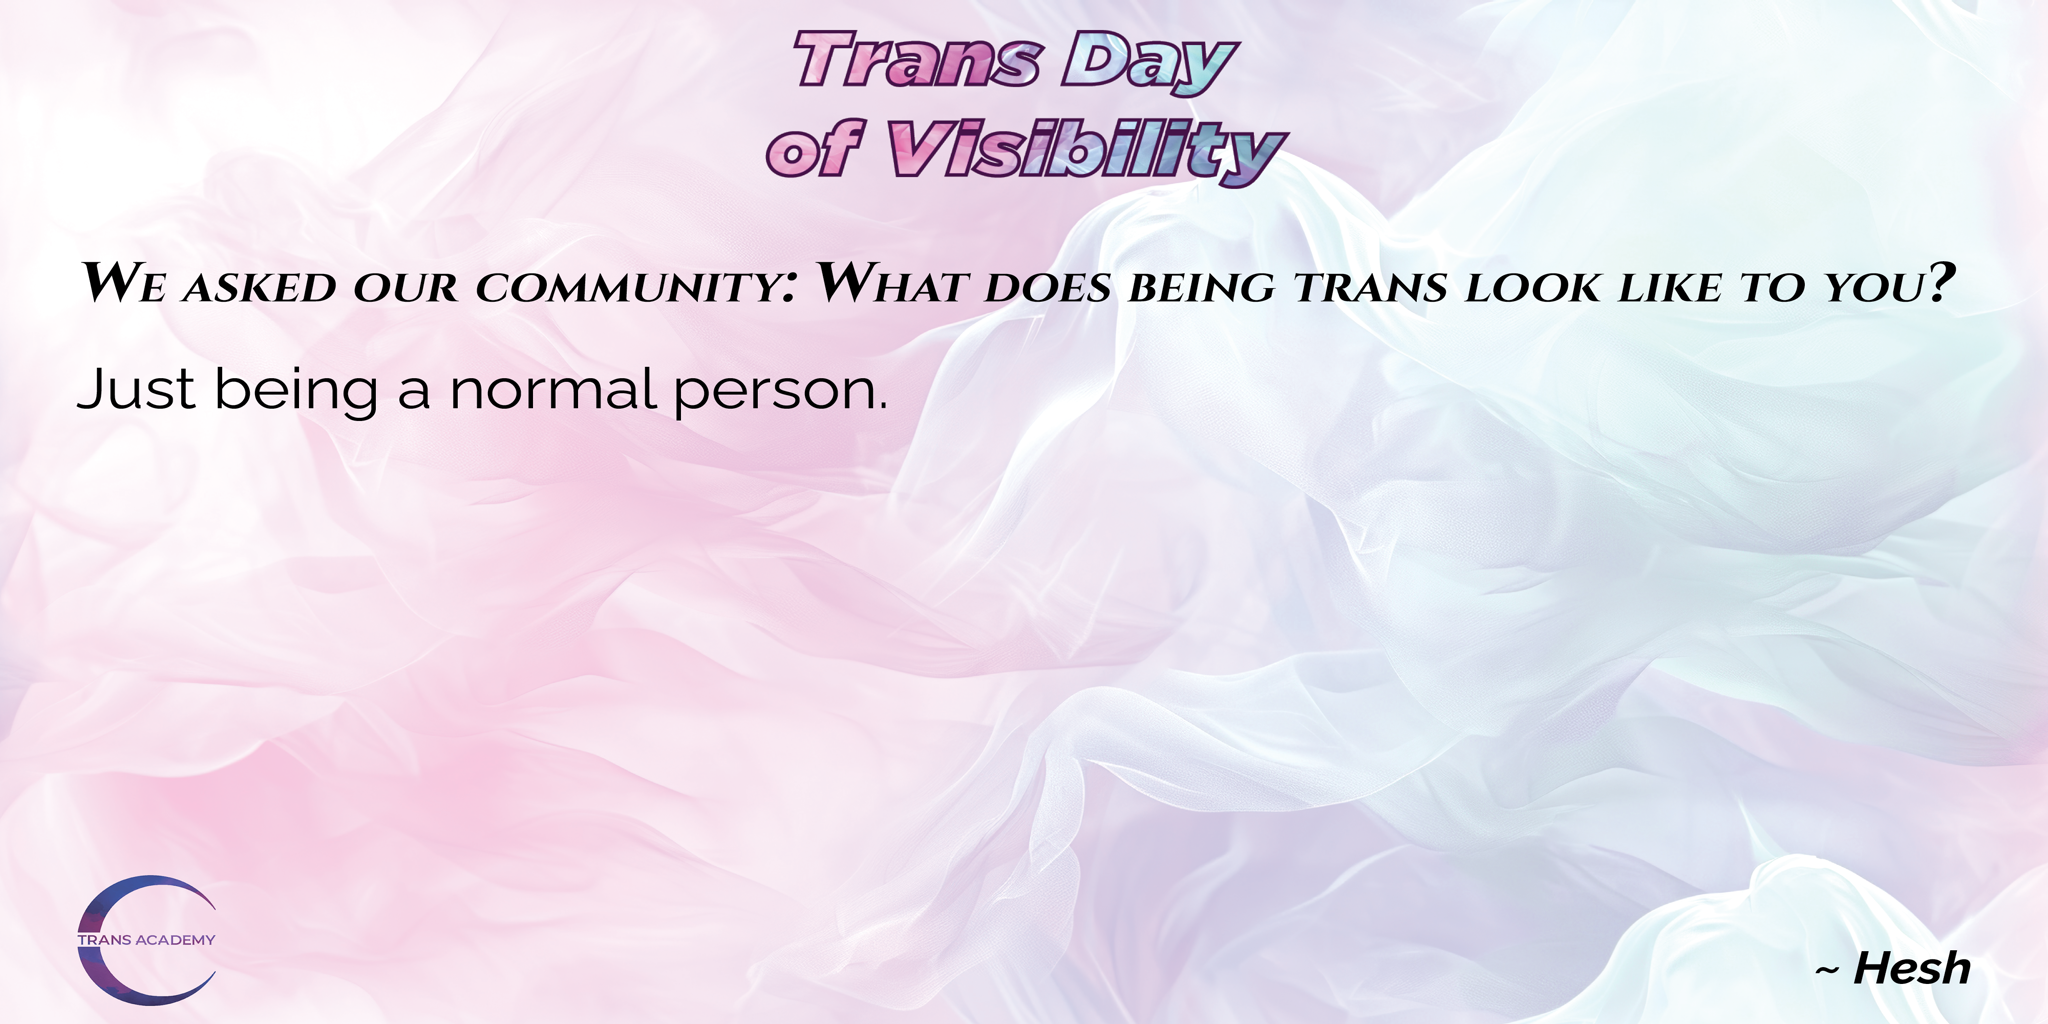 Trans Day
of Visibility
We asked our community: What does being trans look like to you?
Just being a normal person.
TRANS ACADEMY
~ Hesh